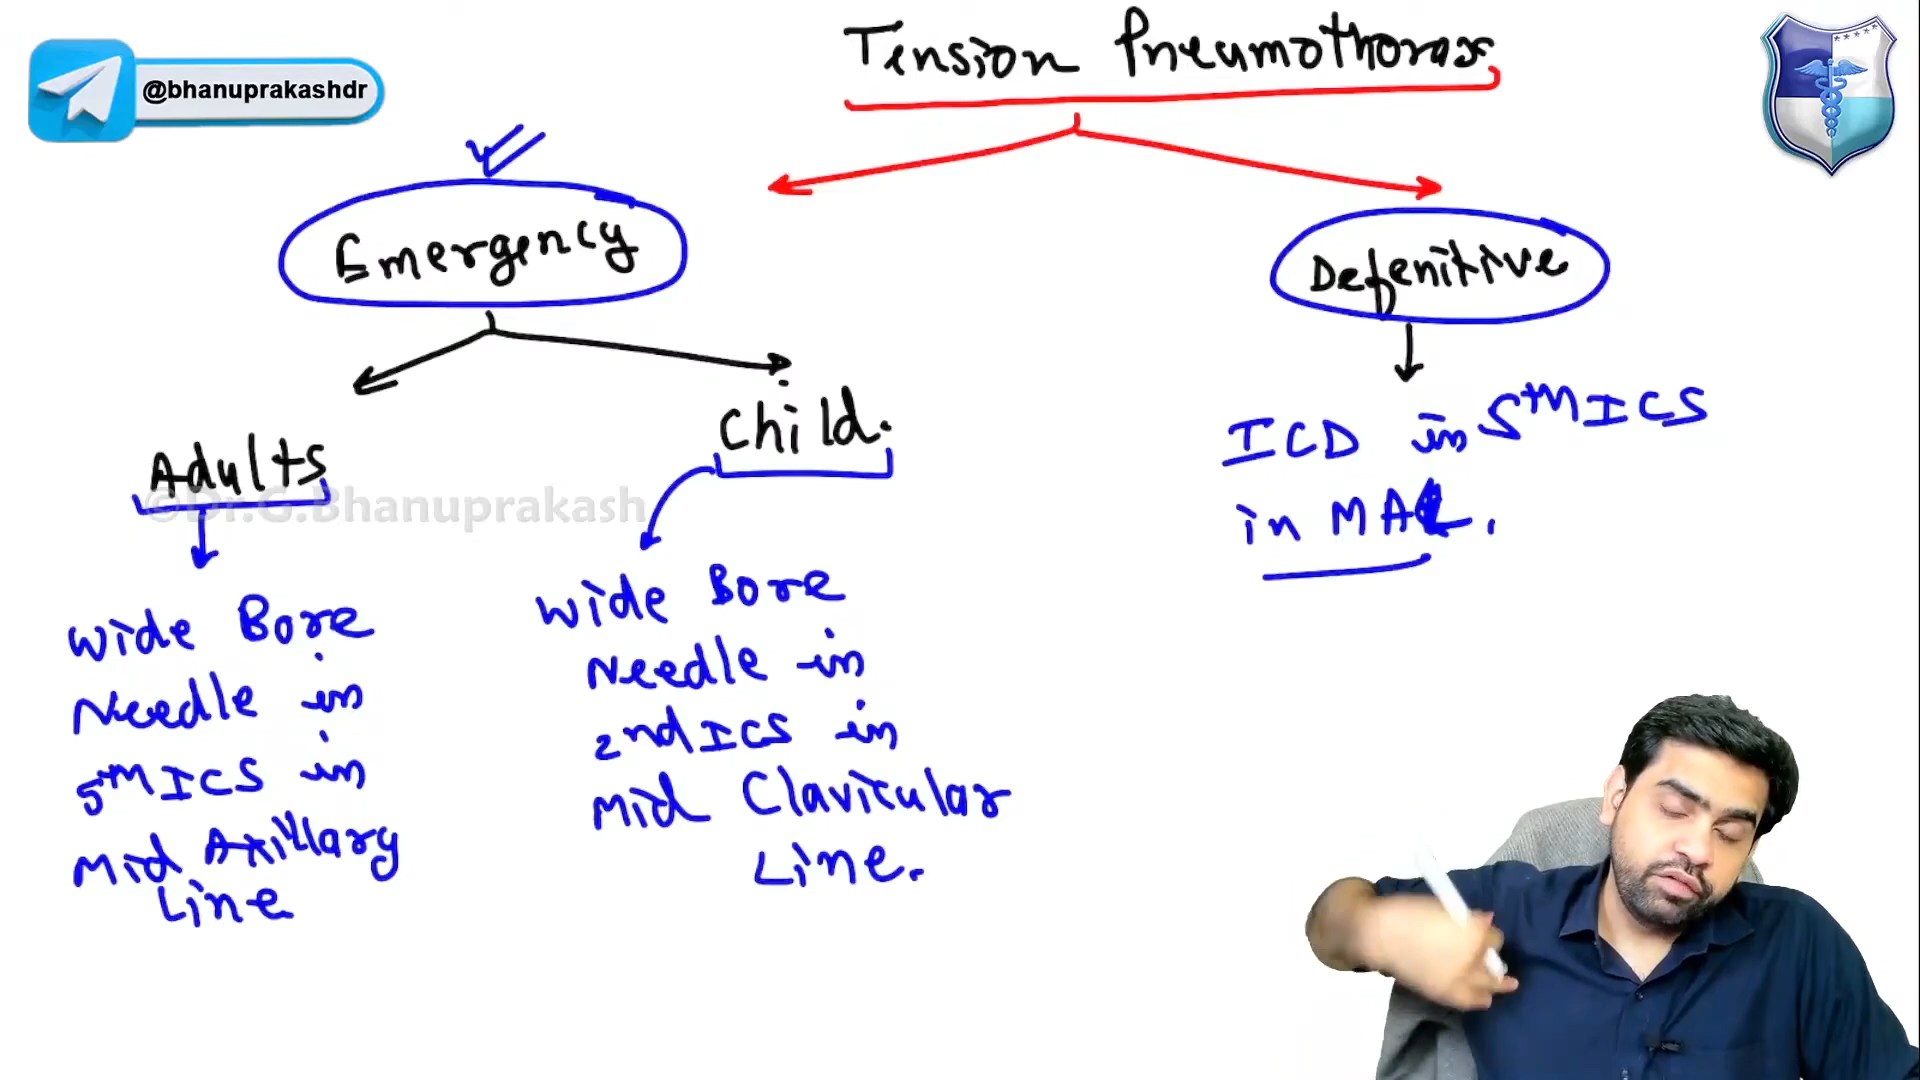 Tension Pneumothorax
@bhanuprakashdr
Emergency
Defenitive
Adults
Child.
©Dr.G.Bhanuprakash
Wide Bore
Needle in
5th ICS in
Mid Axillary
Line
Wide Bore
Needle in
2nd ICS in
Mid Clavicular
Line.
ICD in 5th ICS
in MAL.